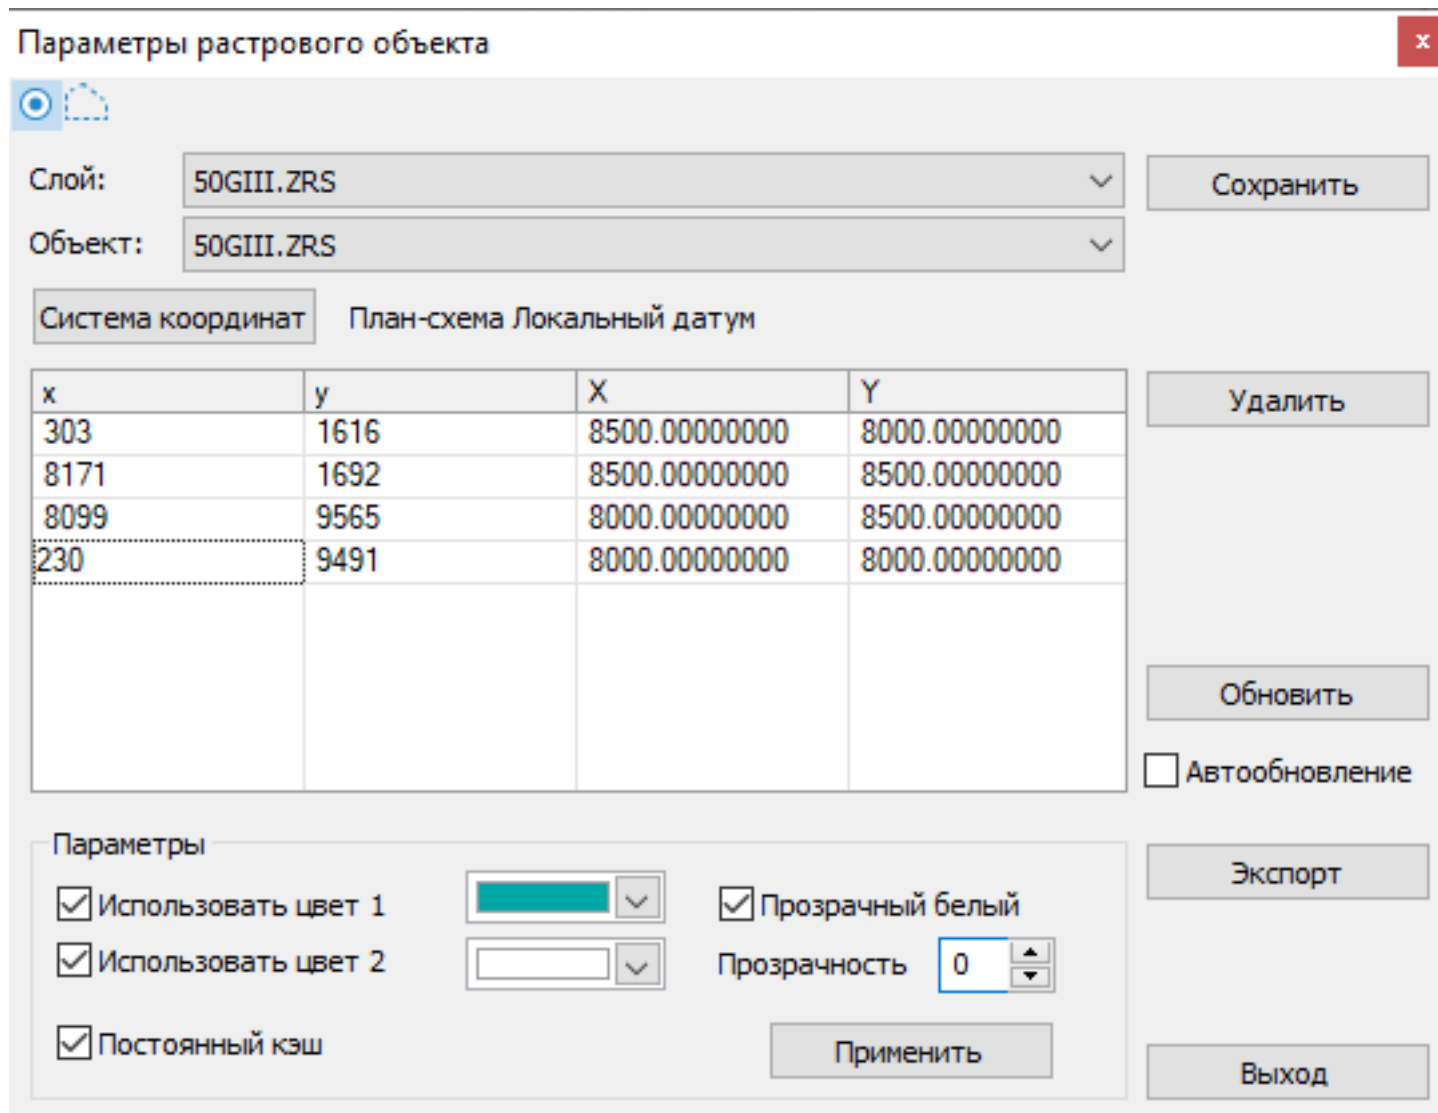 Параметры растрового объекта
x
Слой:
50GIII.ZRS
Сохранить
Объект:
50GIII.ZRS
Система координат
План-схема Локальный датум
x y X Y
303 1616 8500.00000000 8000.00000000
8171 1692 8500.00000000 8500.00000000
8099 9565 8000.00000000 8500.00000000
230 9491 8000.00000000 8000.00000000
Удалить
Обновить
Автообновление
Параметры
Экспорт
Использовать цвет 1
Прозрачный белый
Использовать цвет 2
Прозрачность 0
Постоянный кэш
Применить
Выход